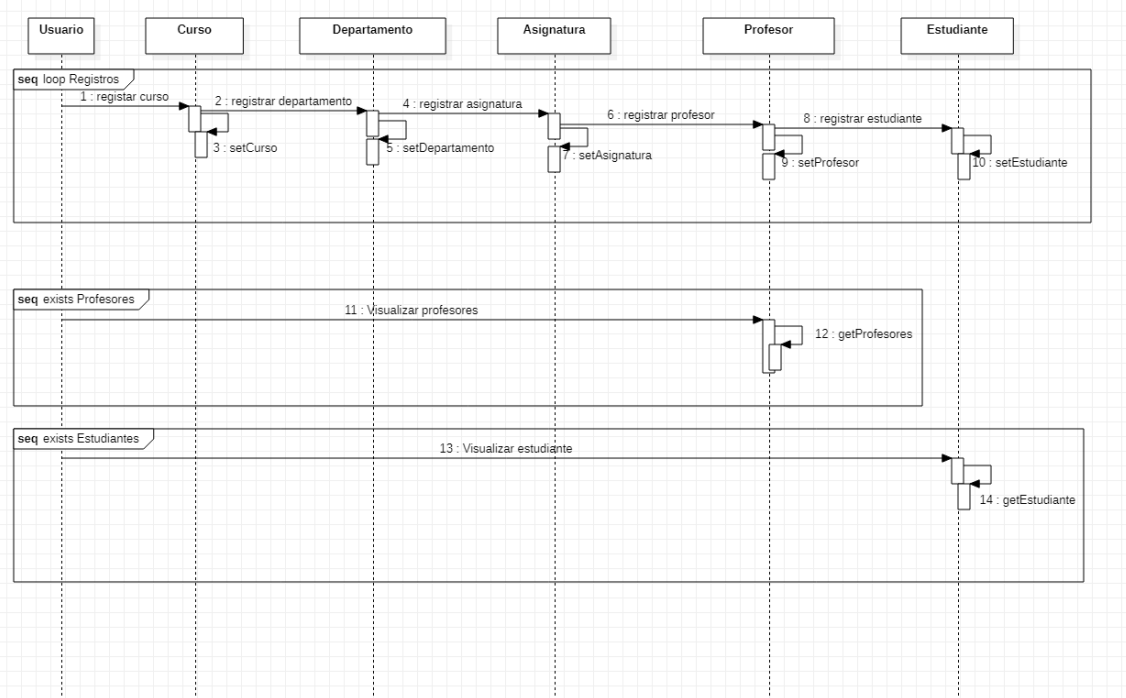 Usuario
Curso
Departamento
Asignatura
Profesor
Estudiante
seq loop Registros
1 : registar curso
2 : registrar departamento
4 : registrar asignatura
6 : registrar profesor
8 : registrar estudiante
3 : setCurso
5 : setDepartamento
7 : setAsignatura
9 : setProfesor
10 : setEstudiante
seq exists Profesores
11 : Visualizar profesores
12 : getProfesores
seq exists Estudiantes
13 : Visualizar estudiante
14 : getEstudiante